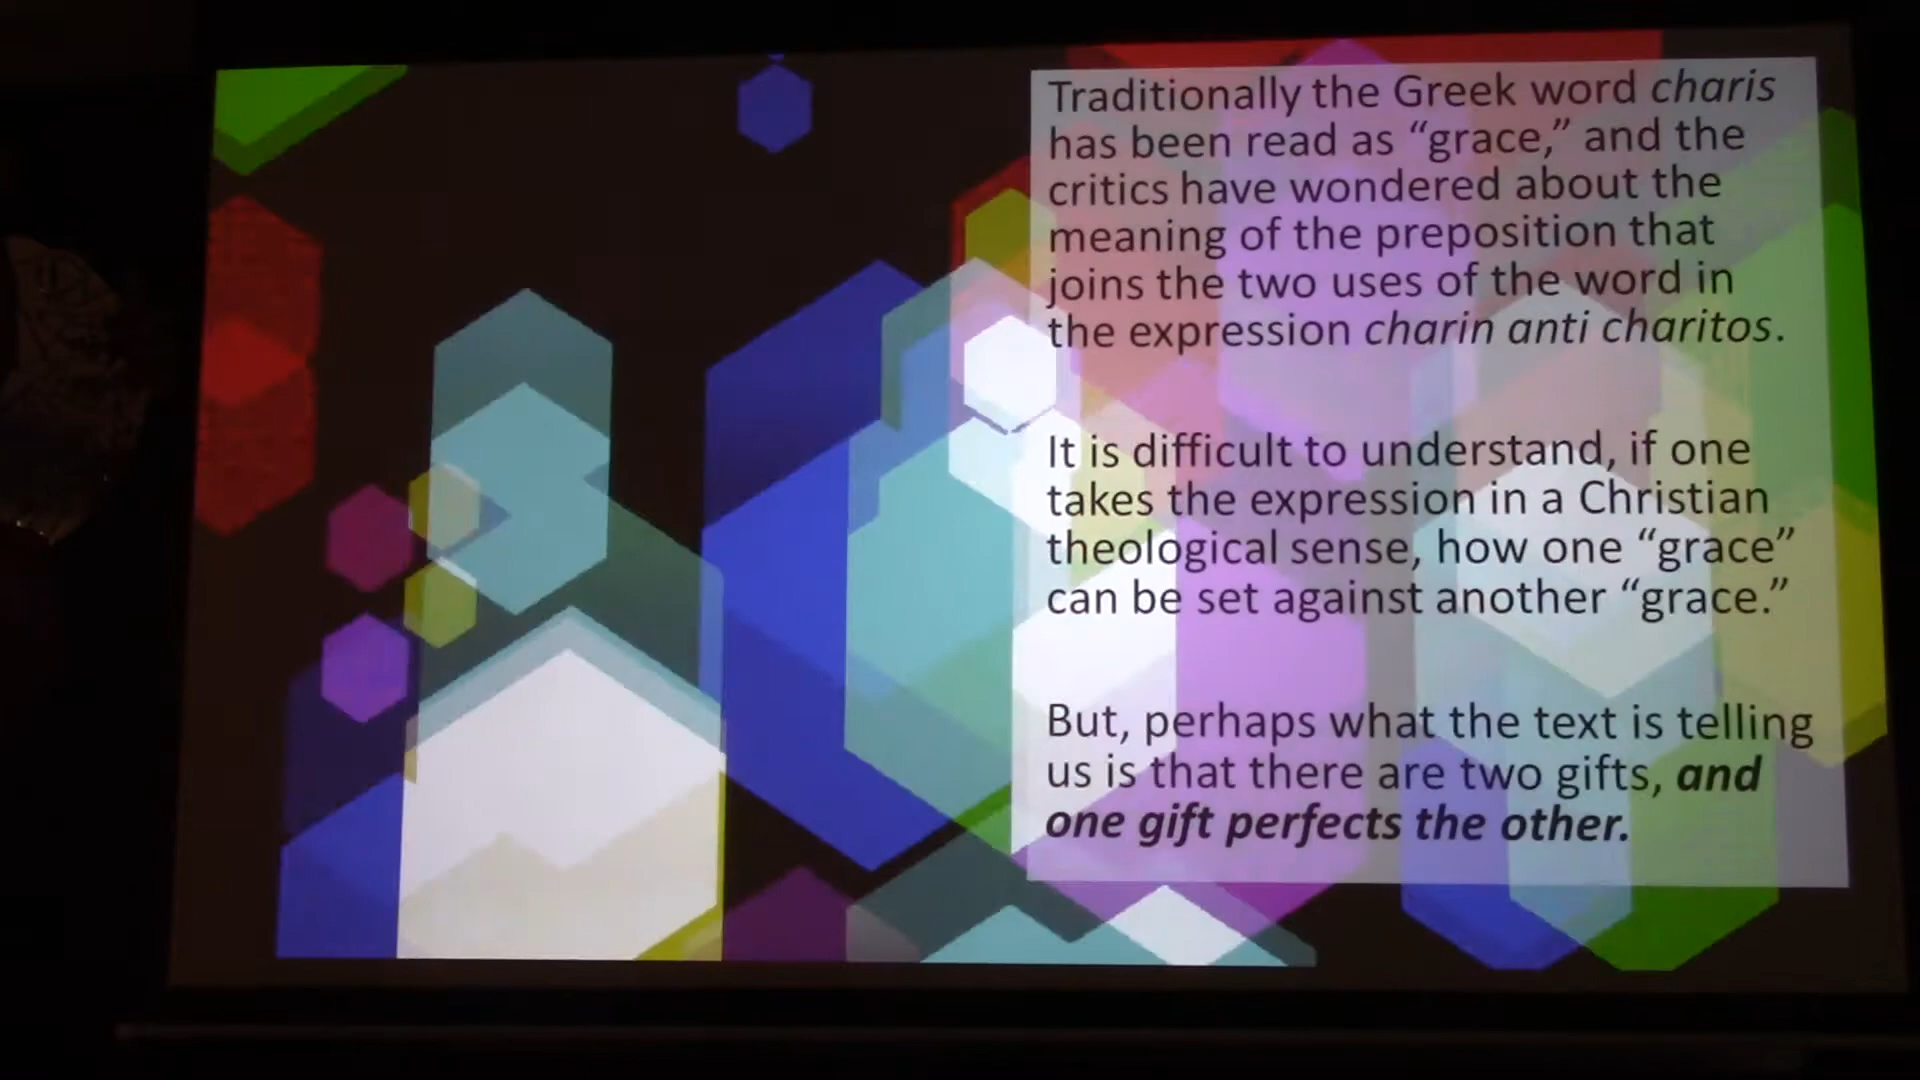 Traditionally the Greek word charis
has been read as “grace,” and the
critics have wondered about the
meaning of the preposition that
joins the two uses of the word in
the expression charin anti charitos.
It is difficult to understand, if one
takes the expression in a Christian
theological sense, how one “grace”
can be set against another “grace.”
But, perhaps what the text is telling
us is that there are two gifts, and
one gift perfects the other.